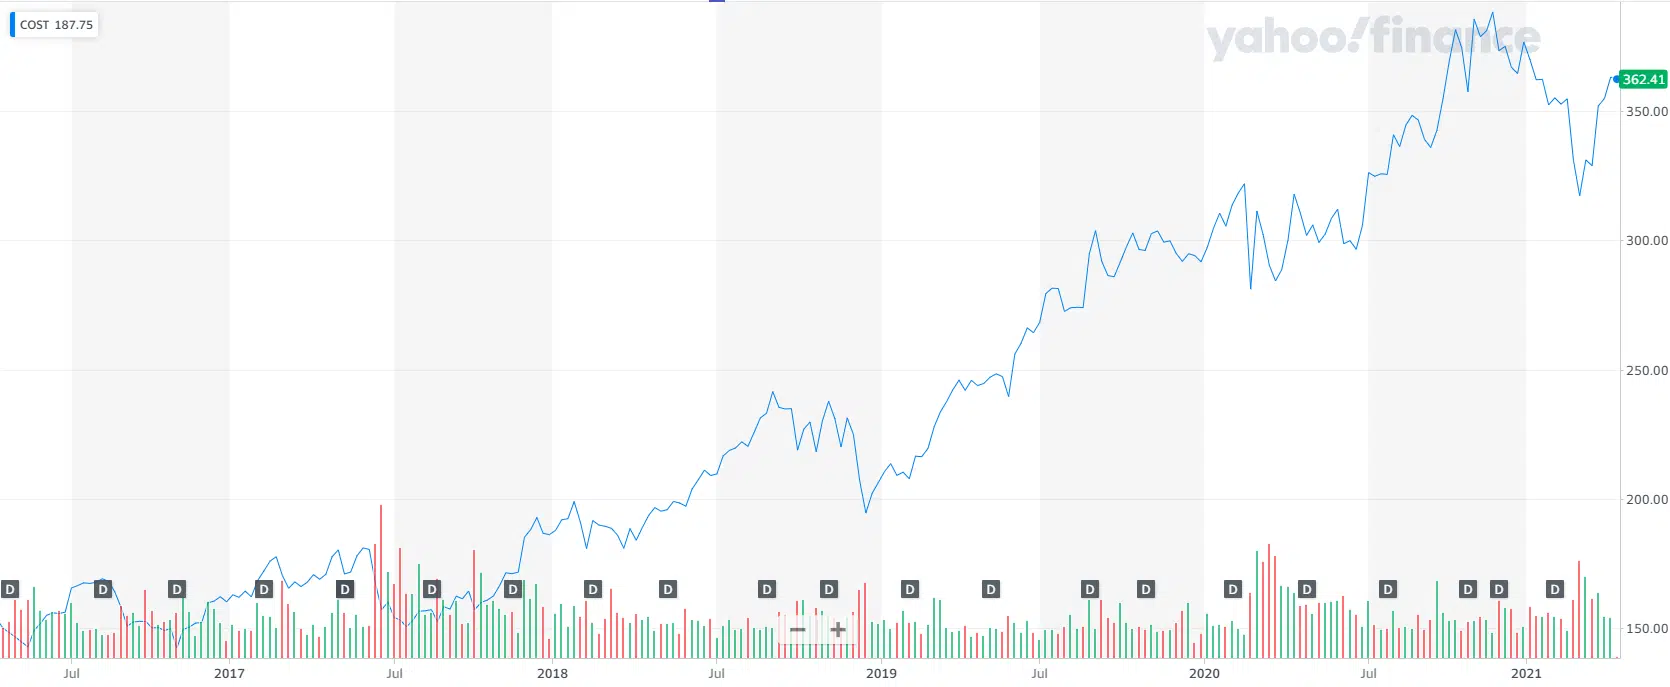 COST 187.75
yahoo!finance
362.41
350.00
300.00
250.00
200.00
D D D D D D D D D D D D D D D D D D D D D
− +
150.00
Jul 2017 Jul 2018 Jul 2019 Jul 2020 Jul 2021